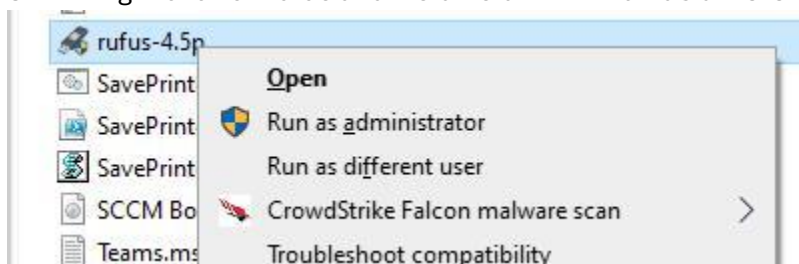 rufus-4.5p
Open
SavePrint
SavePrint
Run as administrator
SavePrint
Run as different user
SCCM Bo
CrowdStrike Falcon malware scan
Teams.ms
Troubleshoot compatibility